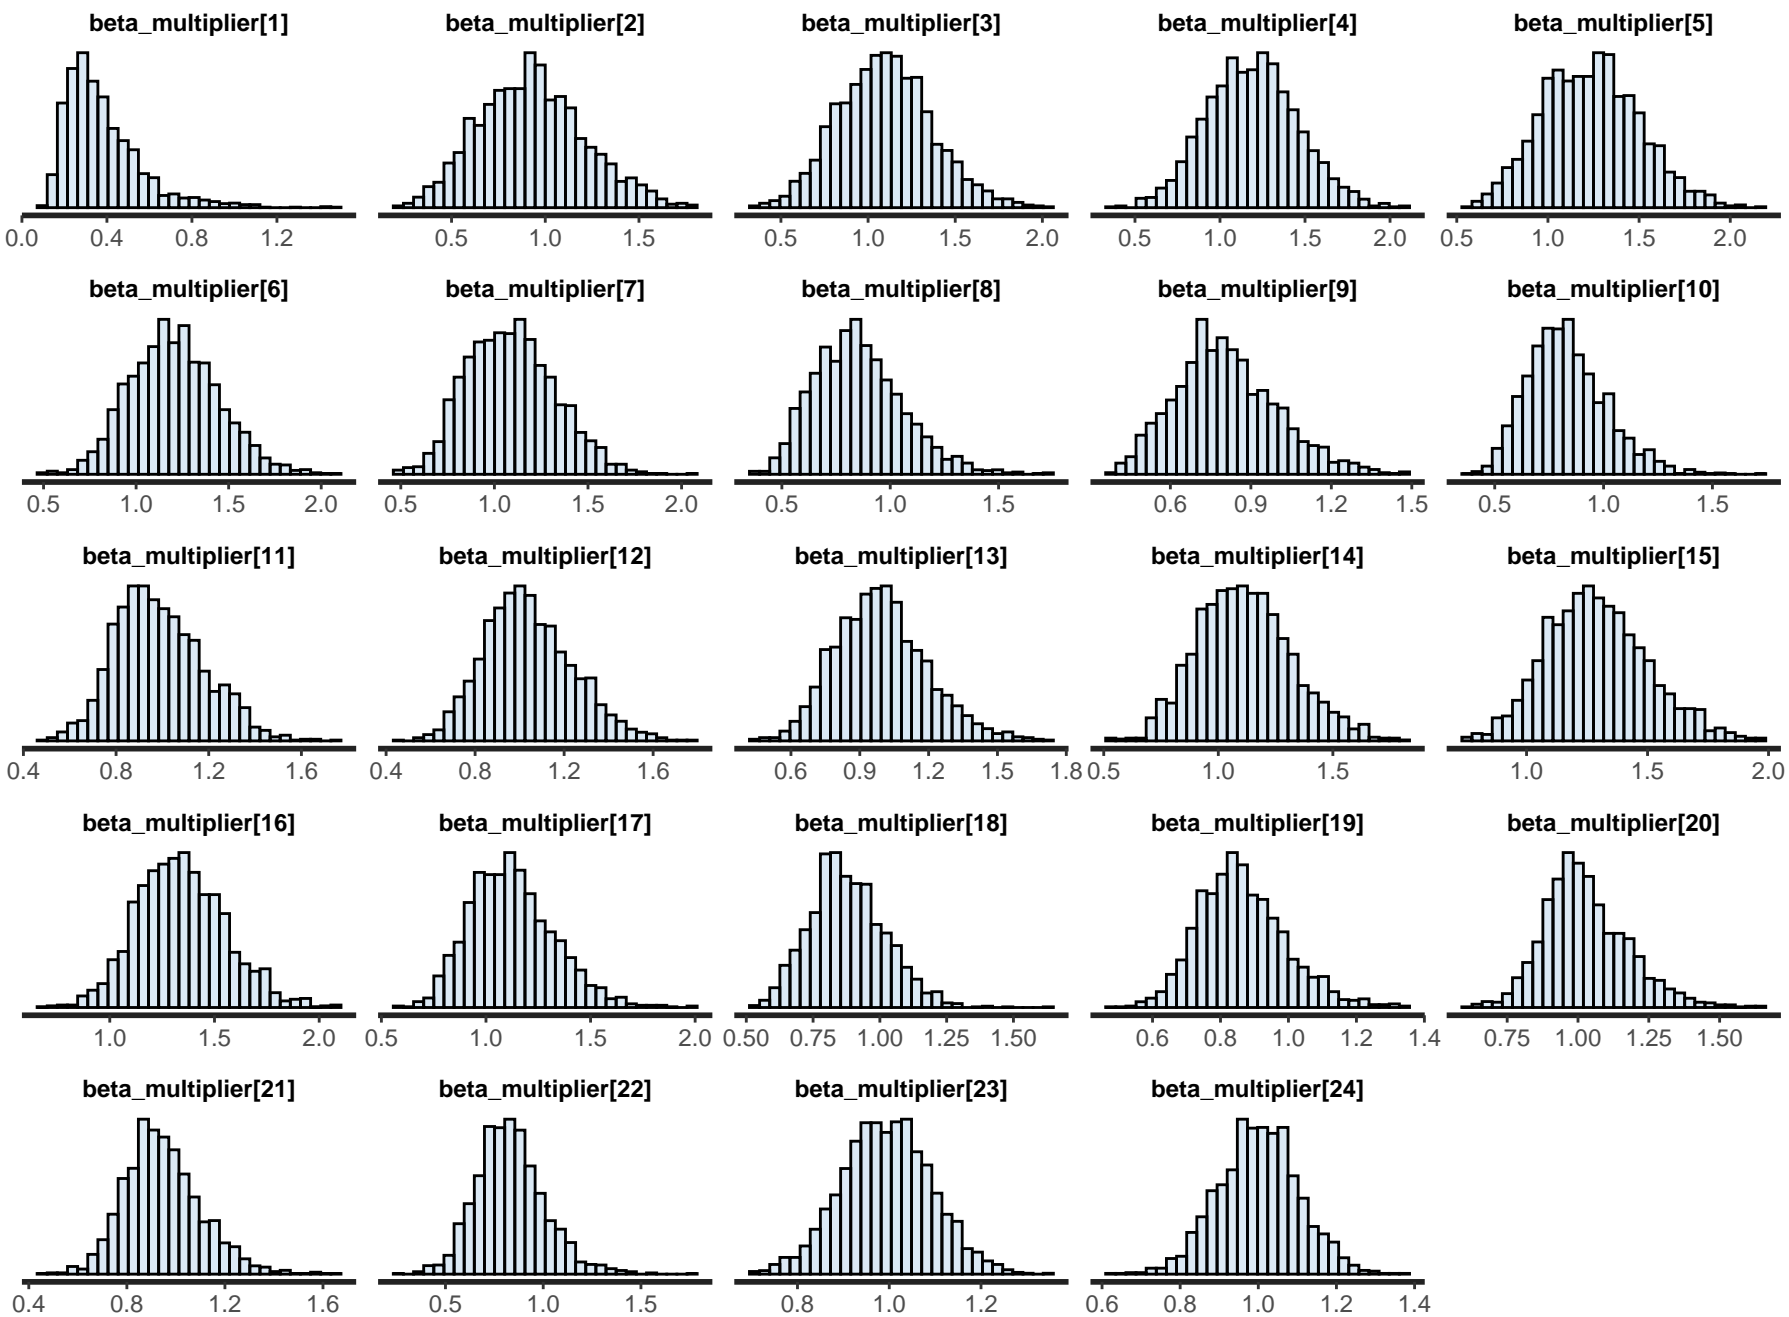 beta_multiplier[1] beta_multiplier[2] beta_multiplier[3] beta_multiplier[4] beta_multiplier[5]
0.0 0.4 0.8 1.2 0.5 1.0 1.5 0.5 1.0 1.5 2.0 0.5 1.0 1.5 2.0 0.5 1.0 1.5 2.0
beta_multiplier[6] beta_multiplier[7] beta_multiplier[8] beta_multiplier[9] beta_multiplier[10]
0.5 1.0 1.5 2.0 0.5 1.0 1.5 2.0 0.5 1.0 1.5 0.6 0.9 1.2 1.5 0.5 1.0 1.5
beta_multiplier[11] beta_multiplier[12] beta_multiplier[13] beta_multiplier[14] beta_multiplier[15]
0.4 0.8 1.2 1.6 0.4 0.8 1.2 1.6 0.6 0.9 1.2 1.5 1.8 0.5 1.0 1.5 1.0 1.5 2.0
beta_multiplier[16] beta_multiplier[17] beta_multiplier[18] beta_multiplier[19] beta_multiplier[20]
1.0 1.5 2.0 0.5 1.0 1.5 2.0 0.50 0.75 1.00 1.25 1.50 0.6 0.8 1.0 1.2 1.4 0.75 1.00 1.25 1.50
beta_multiplier[21] beta_multiplier[22] beta_multiplier[23] beta_multiplier[24]
0.4 0.8 1.2 1.6 0.5 1.0 1.5 0.8 1.0 1.2 0.6 0.8 1.0 1.2 1.4